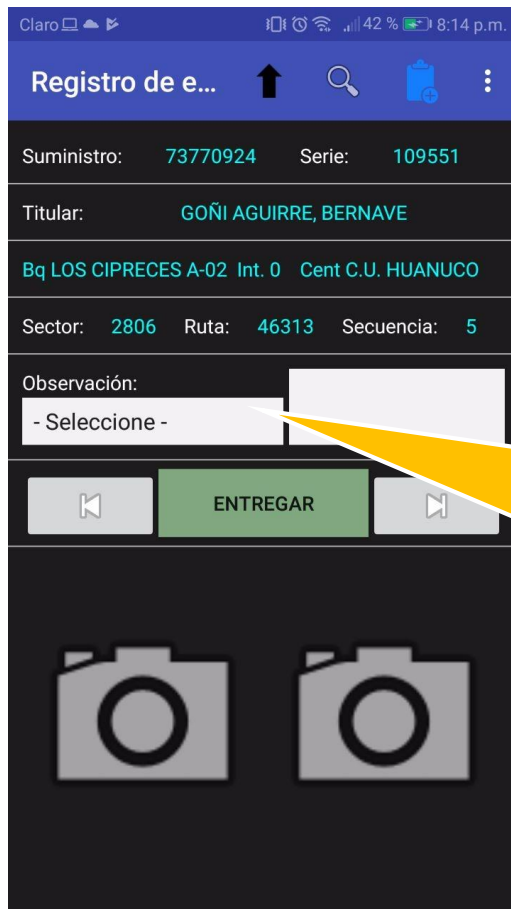 Claro 42 % 8:14 p.m.
Registro de e...
Suministro: 73770924 Serie: 109551
Titular: GOÑI AGUIRRE, BERNAVE
Bq LOS CIPRECES A-02 Int. 0 Cent C.U. HUANUCO
Sector: 2806 Ruta: 46313 Secuencia: 5
Observación:
- Seleccione -
ENTREGAR